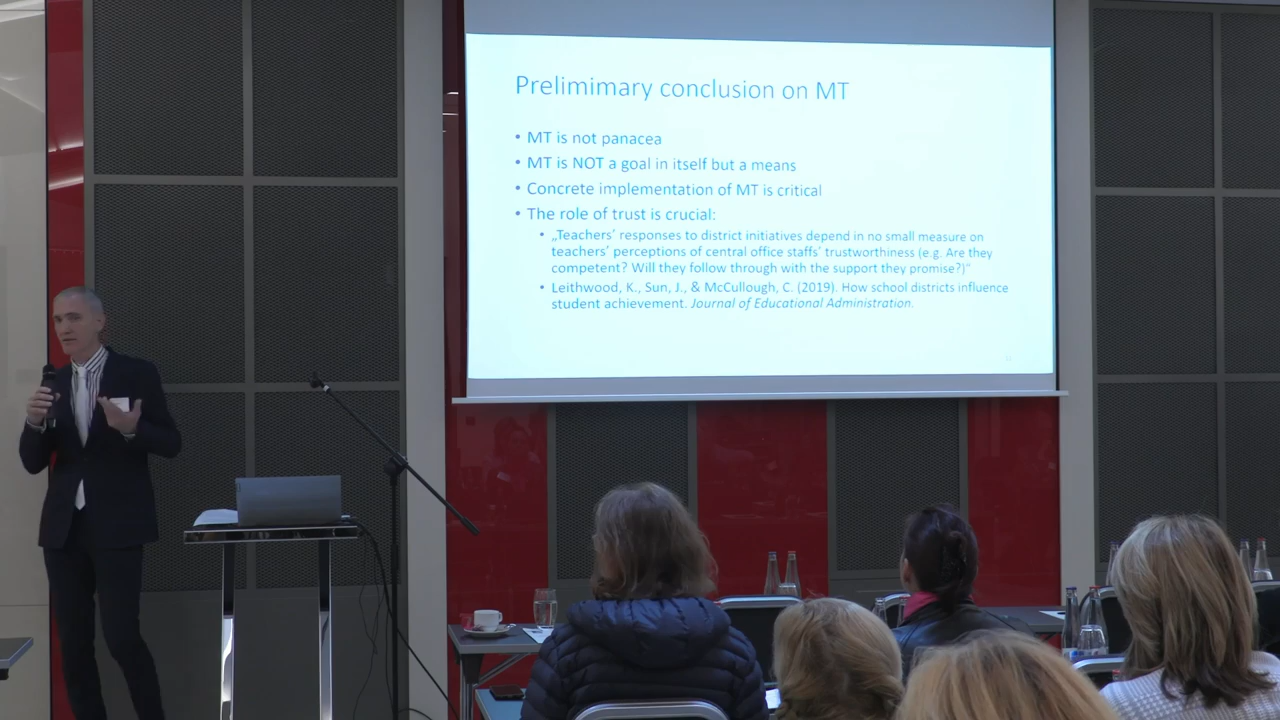 Prelimimary conclusion on MT
• MT is not panacea
• MT is NOT a goal in itself but a means
• Concrete implementation of MT is critical
• The role of trust is crucial:
• „Teachers' responses to district initiatives depend in no small measure on
teachers' perceptions of central office staffs' trustworthiness (e.g. Are they
competent? Will they follow through with the support they promise?)"
• Leithwood, K., Sun, J., & McCullough, C. (2019). How school districts influence
student achievement. Journal of Educational Administration.